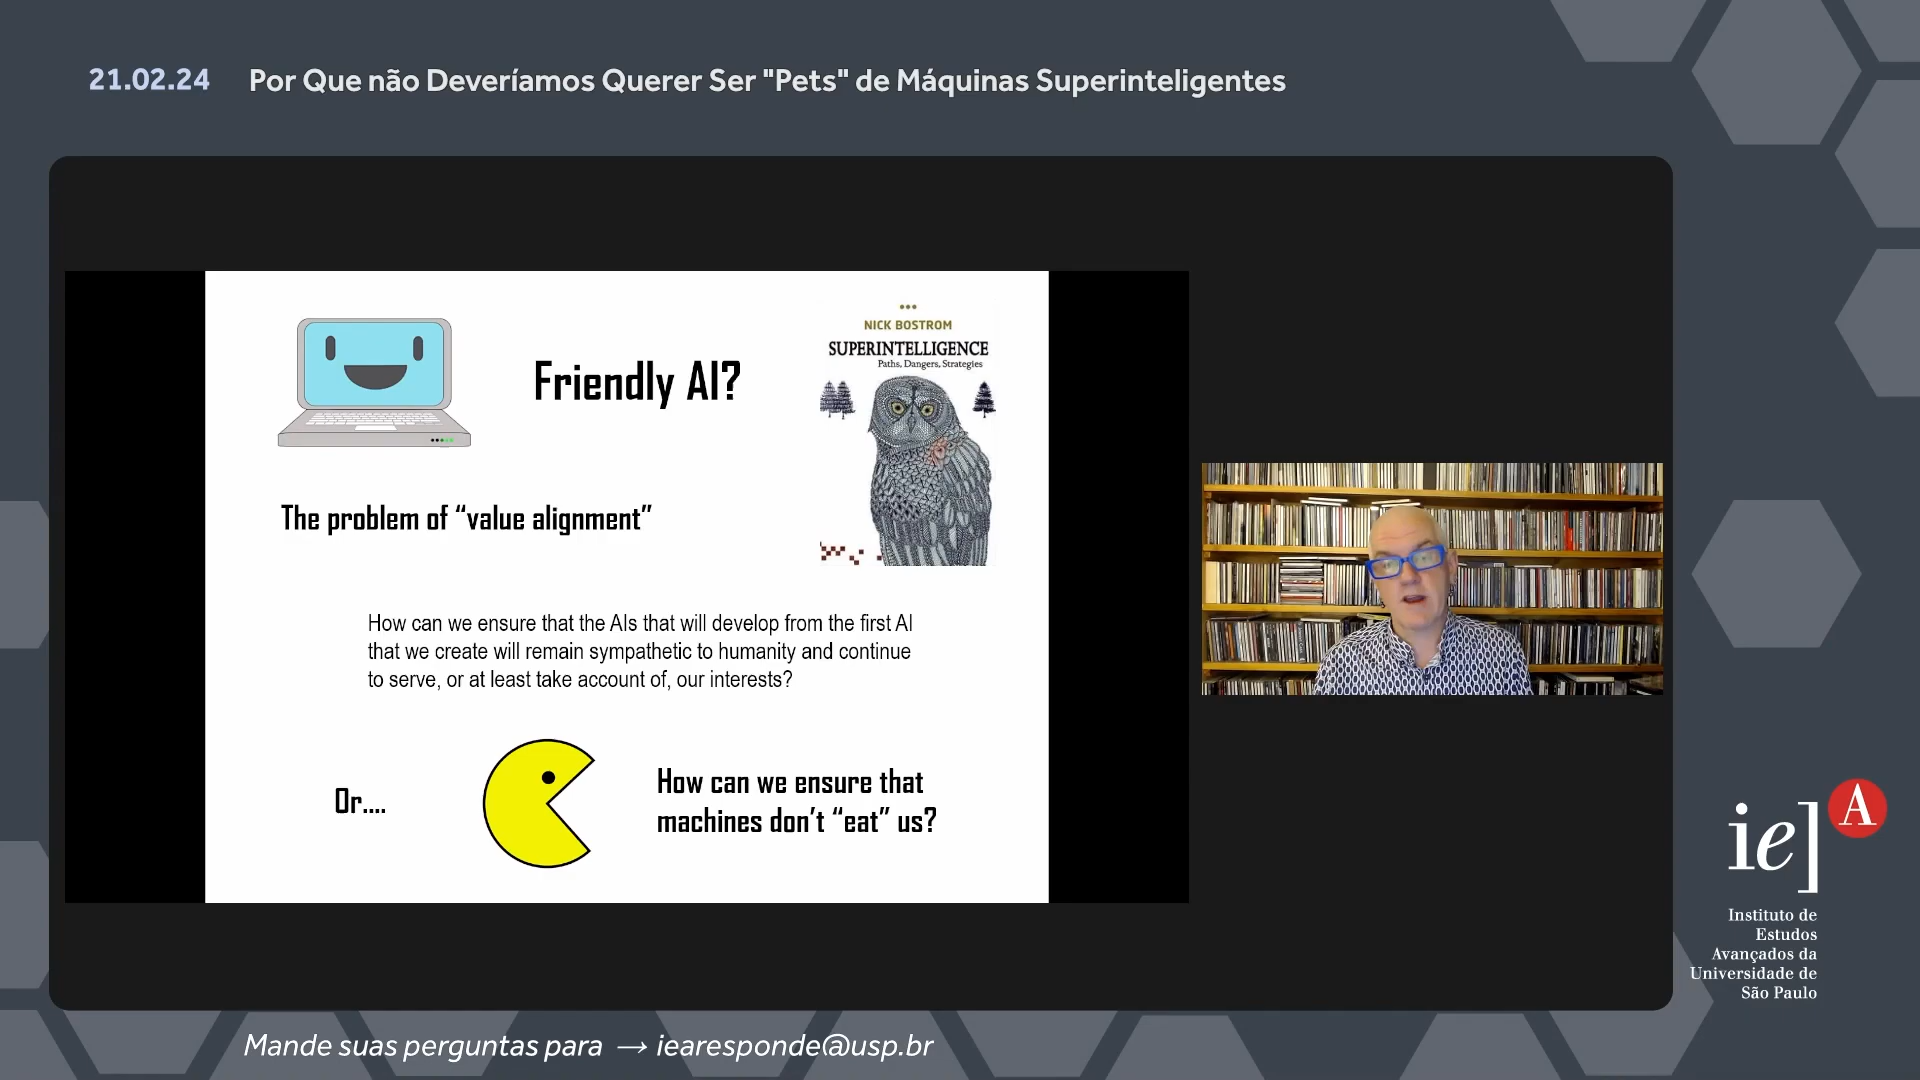 21.02.24 Por Que não Deveríamos Querer Ser "Pets" de Máquinas Superinteligentes
Friendly AI?
NICK BOSTROM
SUPERINTELLIGENCE
Paths, Dangers, Strategies
The problem of “value alignment”
How can we ensure that the AIs that will develop from the first AI
that we create will remain sympathetic to humanity and continue
to serve, or at least take account of, our interests?
Or....
How can we ensure that
machines don’t “eat” us?
ie] A
Instituto de
Estudos
Avançados da
Universidade de
São Paulo
Mande suas perguntas para → iearesponde@usp.br